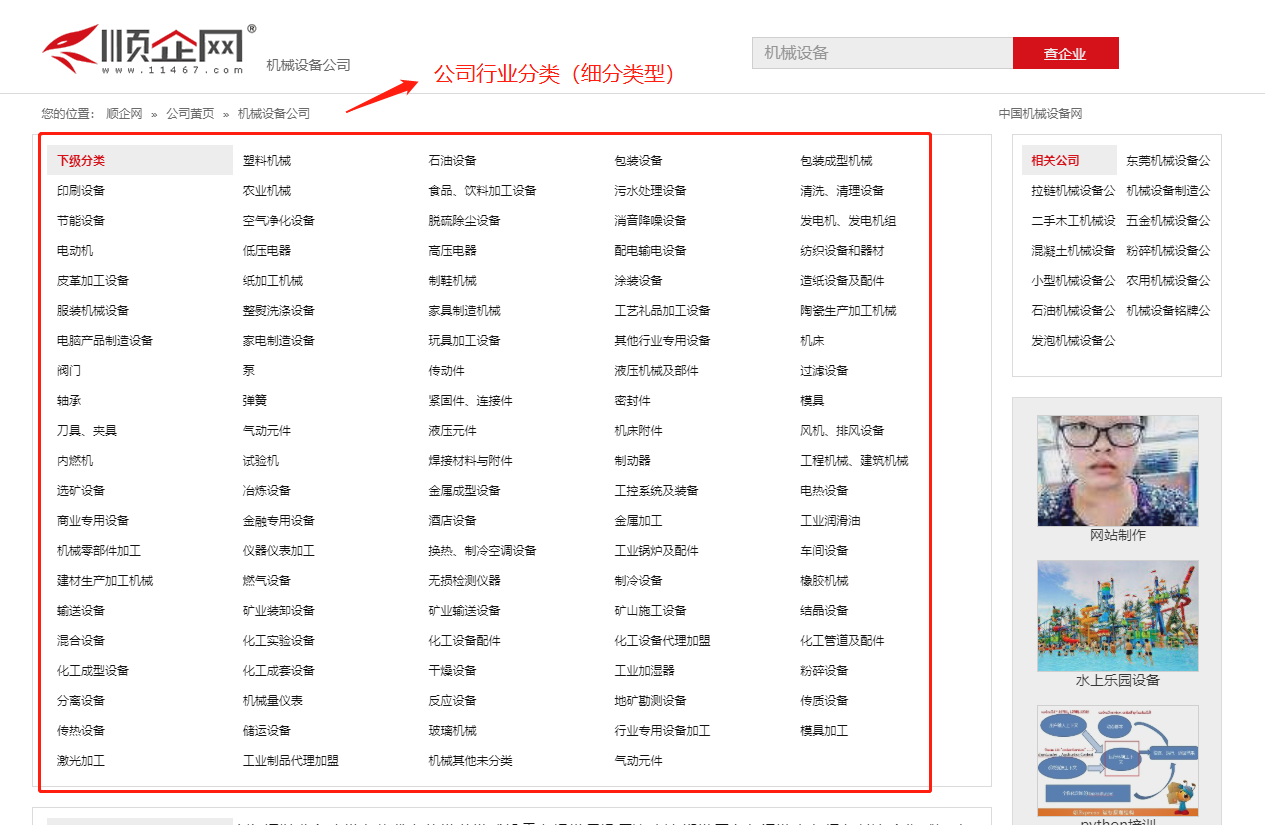 顺企网®
www.11467.com
机械设备公司
机械设备
查企业
公司行业分类（细分类型）
您的位置： 顺企网 » 公司黄页 » 机械设备公司
中国机械设备网
下级分类 塑料机械 石油设备 包装设备 包装成型机械
印刷设备 农业机械 食品、饮料加工设备 污水处理设备 清洗、清理设备
节能设备 空气净化设备 脱硫除尘设备 消音降噪设备 发电机、发电机组
电动机 低压电器 高压电器 配电输电设备 纺织设备和器材
皮革加工设备 纸加工机械 制鞋机械 涂装设备 造纸设备及配件
服装机械设备 整熨洗涤设备 家具制造机械 工艺礼品加工设备 陶瓷生产加工机械
电脑产品制造设备 家电制造设备 玩具加工设备 其他行业专用设备 机床
阀门 泵 传动件 液压机械及部件 过滤设备
轴承 弹簧 紧固件、连接件 密封件 模具
刀具、夹具 气动元件 液压元件 机床附件 风机、排风设备
内燃机 试验机 焊接材料与附件 制动器 工程机械、建筑机械
选矿设备 冶炼设备 金属成型设备 工控系统及装备 电热设备
商业专用设备 金融专用设备 酒店设备 金属加工 工业润滑油
机械零部件加工 仪器仪表加工 换热、制冷空调设备 工业锅炉及配件 车间设备
建材生产加工机械 燃气设备 无损检测仪器 制冷设备 橡胶机械
输送设备 矿业装卸设备 矿业输送设备 矿山施工设备 结晶设备
混合设备 化工实验设备 化工设备配件 化工设备代理加盟 化工管道及配件
化工成型设备 化工成套设备 干燥设备 工业加湿器 粉碎设备
分离设备 机械量仪表 反应设备 地矿勘测设备 传质设备
传热设备 储运设备 玻璃机械 行业专用设备加工 模具加工
激光加工 工业制品代理加盟 机械其他未分类 气动元件
相关公司 东莞机械设备公
拉链机械设备公 机械设备制造公
二手木工机械设 五金机械设备公
混凝土机械设备 粉碎机械设备公
小型机械设备公 农用机械设备公
石油机械设备公 机械设备铭牌公
发泡机械设备公
网站制作
水上乐园设备
python培训